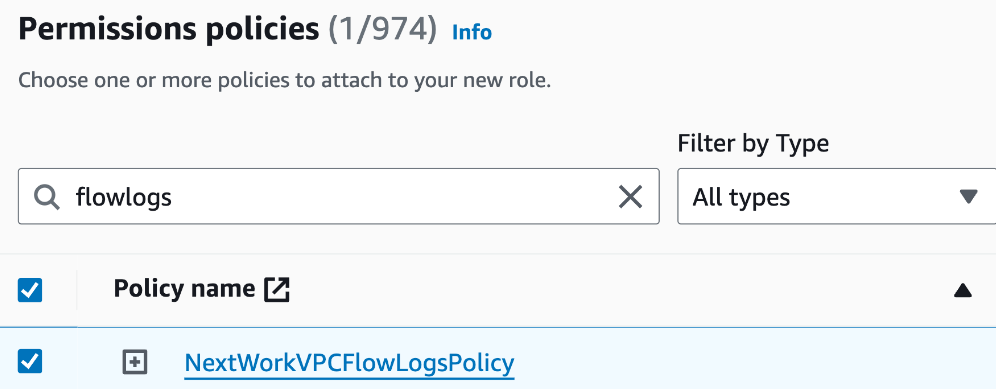 Permissions policies (1/974) Info
Choose one or more policies to attach to your new role.
Filter by Type
flowlogs
All types
Policy name
NextWorkVPCFlowLogsPolicy